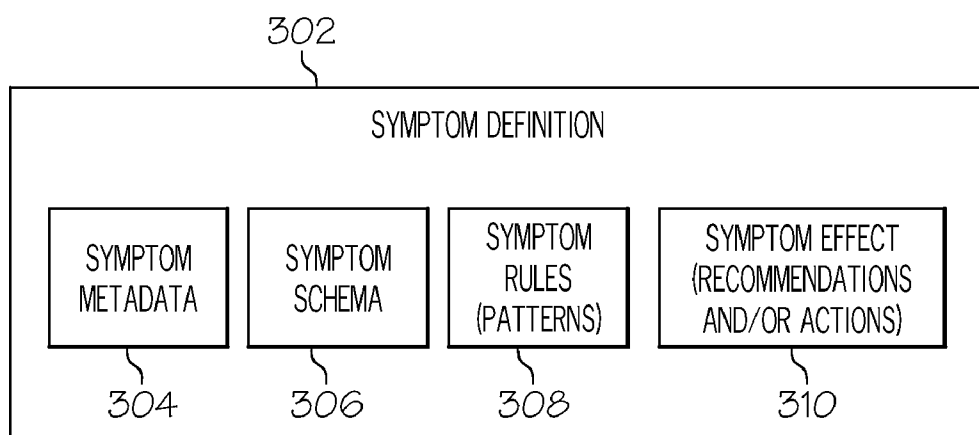 302
SYMPTOM DEFINITION
SYMPTOM
METADATA
SYMPTOM
SCHEMA
SYMPTOM
RULES
(PATTERNS)
SYMPTOM EFFECT
(RECOMMENDATIONS
AND/OR ACTIONS)
304
306
308
310